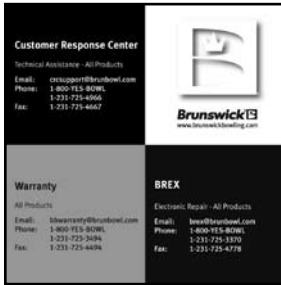 Customer Response Center
Technical Assistance - All Products
Email: crcsupport@brunbowl.com
Phone: 1-800-YES-BOWL
1-231-725-4966
Fax: 1-231-725-4667
Brunswick
www.brunswickbowling.com
Warranty
All Products
Email: bbwarranty@brunbowl.com
Phone: 1-800-YES-BOWL
1-231-725-3494
Fax: 1-231-725-4494
BREX
Electronic Repair - All Products
Email: brex@brunbowl.com
Phone: 1-800-YES-BOWL
1-231-725-3370
Fax: 1-231-725-4778